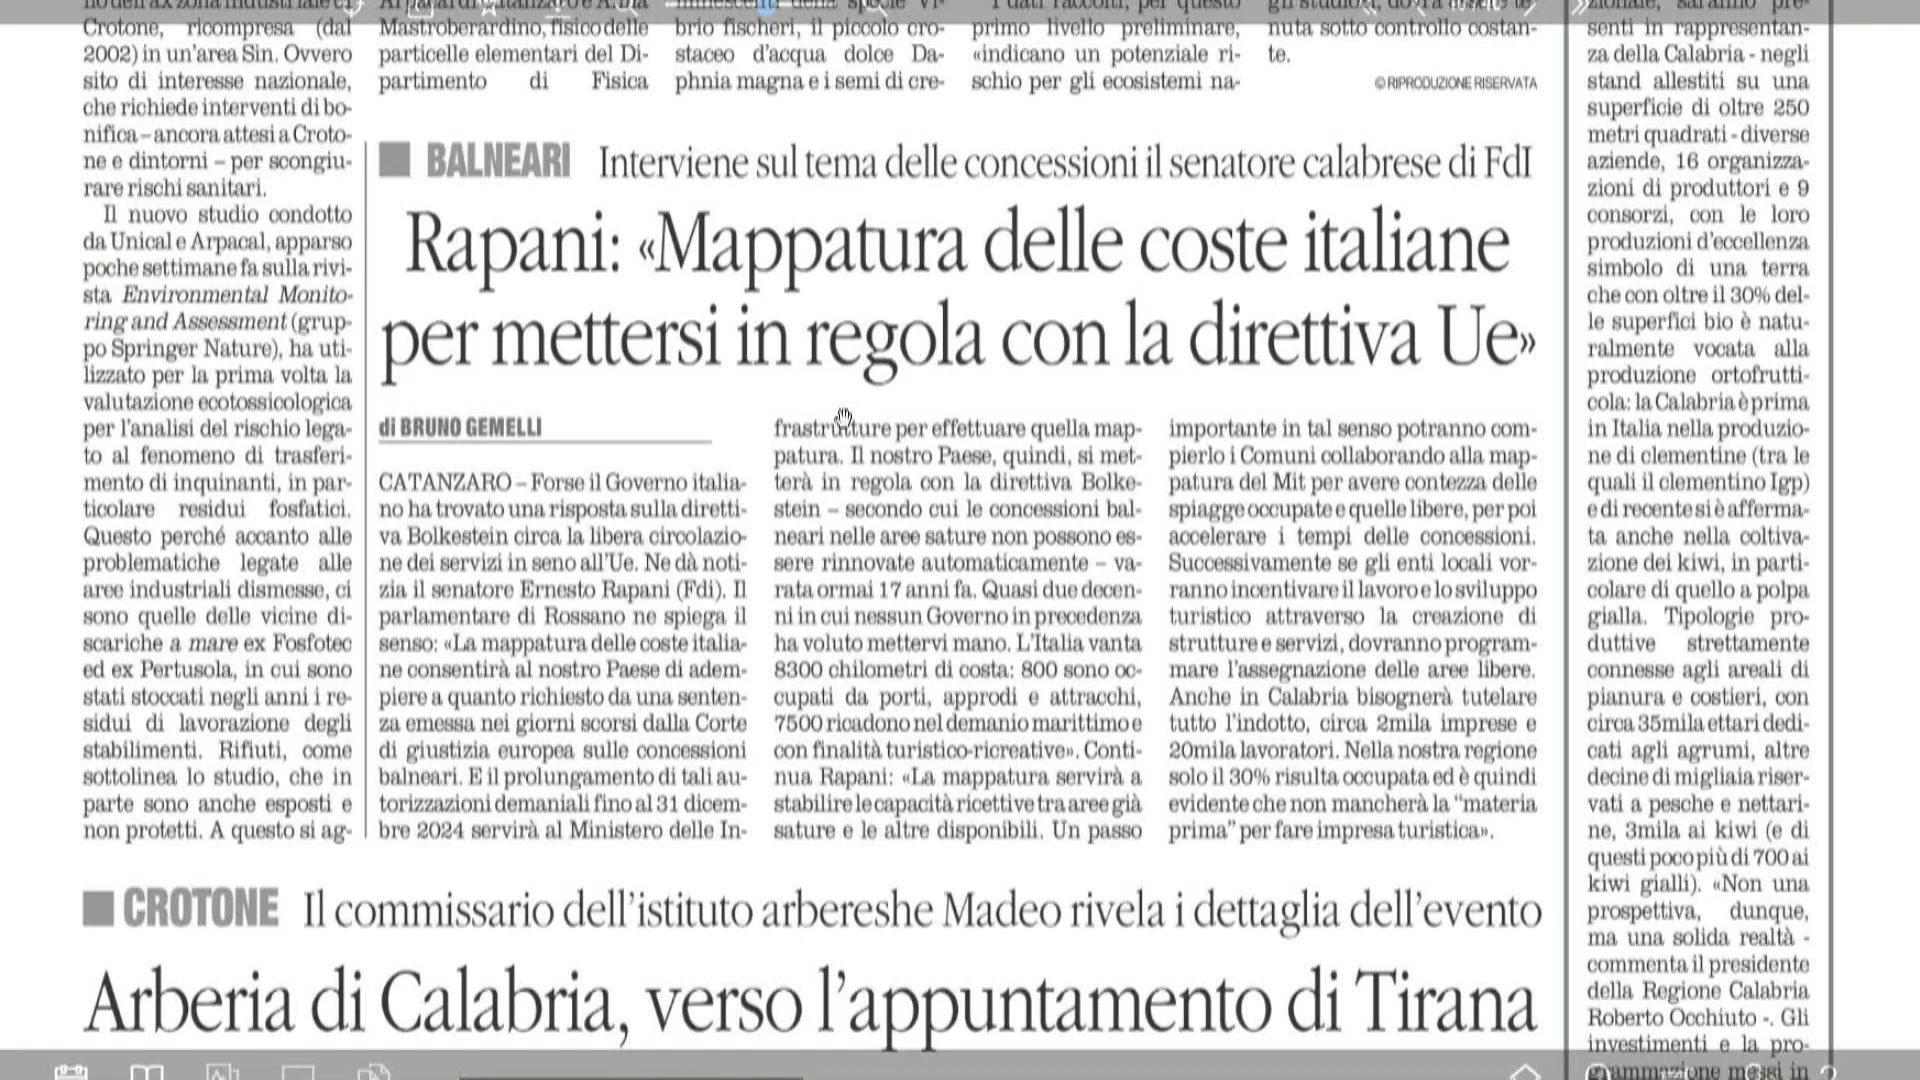 Crotone, ricompresa (dal
2002) in un'area Sin. Ovvero
sito di interesse nazionale,
che richiede interventi di bo-
nifica – ancora attesi a Croto-
ne e dintorni – per scongiu-
rare rischi sanitari.
Il nuovo studio condotto
da Unical e Arpacal, apparso
poche settimane fa sulla rivi-
sta Environmental Monito-
ring and Assessment (grup-
po Springer Nature), ha uti-
lizzato per la prima volta la
valutazione ecotossicologica
per l'analisi del rischio lega-
to al fenomeno di trasferi-
mento di inquinanti, in par-
ticolare residui fosfatici.
Questo perché accanto alle
problematiche legate alle
aree industriali dismesse, ci
sono quelle delle vicine di-
scariche a mare ex Fosfotec
ed ex Pertusola, in cui sono
stati stoccati negli anni i re-
sidui di lavorazione degli
stabilimenti. Rifiuti, come
sottolinea lo studio, che in
parte sono anche esposti e
non protetti. A questo si ag-
Mastroberardino, fisico delle
particelle elementari del Di-
partimento di Fisica
brio fischeri, il piccolo cro-
staceo d'acqua dolce Da-
phnia magna e i semi di cre-
primo livello preliminare,
«indicano un potenziale ri-
schio per gli ecosistemi na-
nuta sotto controllo costan-
te.
© RIPRODUZIONE RISERVATA
BALNEARI Interviene sul tema delle concessioni il senatore calabrese di FdI
Rapani: «Mappatura delle coste italiane
per mettersi in regola con la direttiva Ue»
di BRUNO GEMELLI
CATANZARO – Forse il Governo italia-
no ha trovato una risposta sulla diretti-
va Bolkestein circa la libera circolazio-
ne dei servizi in seno all'Ue. Ne dà noti-
zia il senatore Ernesto Rapani (Fdi). Il
parlamentare di Rossano ne spiega il
senso: «La mappatura delle coste italia-
ne consentirà al nostro Paese di adem-
piere a quanto richiesto da una senten-
za emessa nei giorni scorsi dalla Corte
di giustizia europea sulle concessioni
balneari. E il prolungamento di tali au-
torizzazioni demaniali fino al 31 dicem-
bre 2024 servirà al Ministero delle In-
frastrutture per effettuare quella map-
patura. Il nostro Paese, quindi, si met-
terà in regola con la direttiva Bolke-
stein – secondo cui le concessioni bal-
neari nelle aree sature non possono es-
sere rinnovate automaticamente – va-
rata ormai 17 anni fa. Quasi due decen-
ni in cui nessun Governo in precedenza
ha voluto mettervi mano. L'Italia vanta
8300 chilometri di costa: 800 sono oc-
cupati da porti, approdi e attracchi,
7500 ricadono nel demanio marittimo e
con finalità turistico-ricreative». Conti-
nua Rapani: «La mappatura servirà a
stabilire le capacità ricettive tra aree già
sature e le altre disponibili. Un passo
importante in tal senso potranno com-
pierlo i Comuni collaborando alla map-
patura del Mit per avere contezza delle
spiagge occupate e quelle libere, per poi
accelerare i tempi delle concessioni.
Successivamente se gli enti locali vor-
ranno incentivare il lavoro e lo sviluppo
turistico attraverso la creazione di
strutture e servizi, dovranno program-
mare l'assegnazione delle aree libere.
Anche in Calabria bisognerà tutelare
tutto l'indotto, circa 2mila imprese e
20mila lavoratori. Nella nostra regione
solo il 30% risulta occupata ed è quindi
evidente che non mancherà la "materia
prima" per fare impresa turistica».
CROTONE Il commissario dell'istituto arbereshe Madeo rivela i dettaglia dell'evento
Arberia di Calabria, verso l'appuntamento di Tirana
senti in rappresentan-
za della Calabria - negli
stand allestiti su una
superficie di oltre 250
metri quadrati - diverse
aziende, 16 organizza-
zioni di produttori e 9
consorzi, con le loro
produzioni d'eccellenza
simbolo di una terra
che con oltre il 30% del-
le superfici bio è natu-
ralmente vocata alla
produzione ortofrutti-
cola: la Calabria è prima
in Italia nella produzio-
ne di clementine (tra le
quali il clementino Igp)
e di recente si è afferma-
ta anche nella coltiva-
zione dei kiwi, in parti-
colare di quello a polpa
gialla. Tipologie pro-
duttive strettamente
connesse agli areali di
pianura e costieri, con
circa 35mila ettari dedi-
cati agli agrumi, altre
decine di migliaia riser-
vati a pesche e nettari-
ne, 3mila ai kiwi (e di
questi poco più di 700 ai
kiwi gialli). «Non una
prospettiva, dunque,
ma una solida realtà -
commenta il presidente
della Regione Calabria
Roberto Occhiuto -. Gli
investimenti e la pro-
grammazione messi in